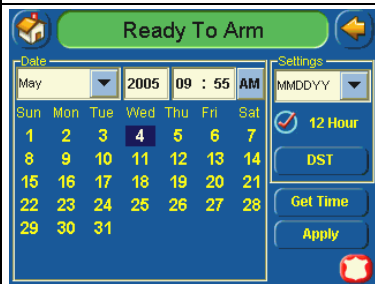 Ready To Arm
Date
May 2005 09 : 55 AM
Sun Mon Tue Wed Thu Fri Sat
1 2 3 4 5 6 7
8 9 10 11 12 13 14
15 16 17 18 19 20 21
22 23 24 25 26 27 28
29 30 31
Settings
MMDDYY
12 Hour
DST
Get Time
Apply